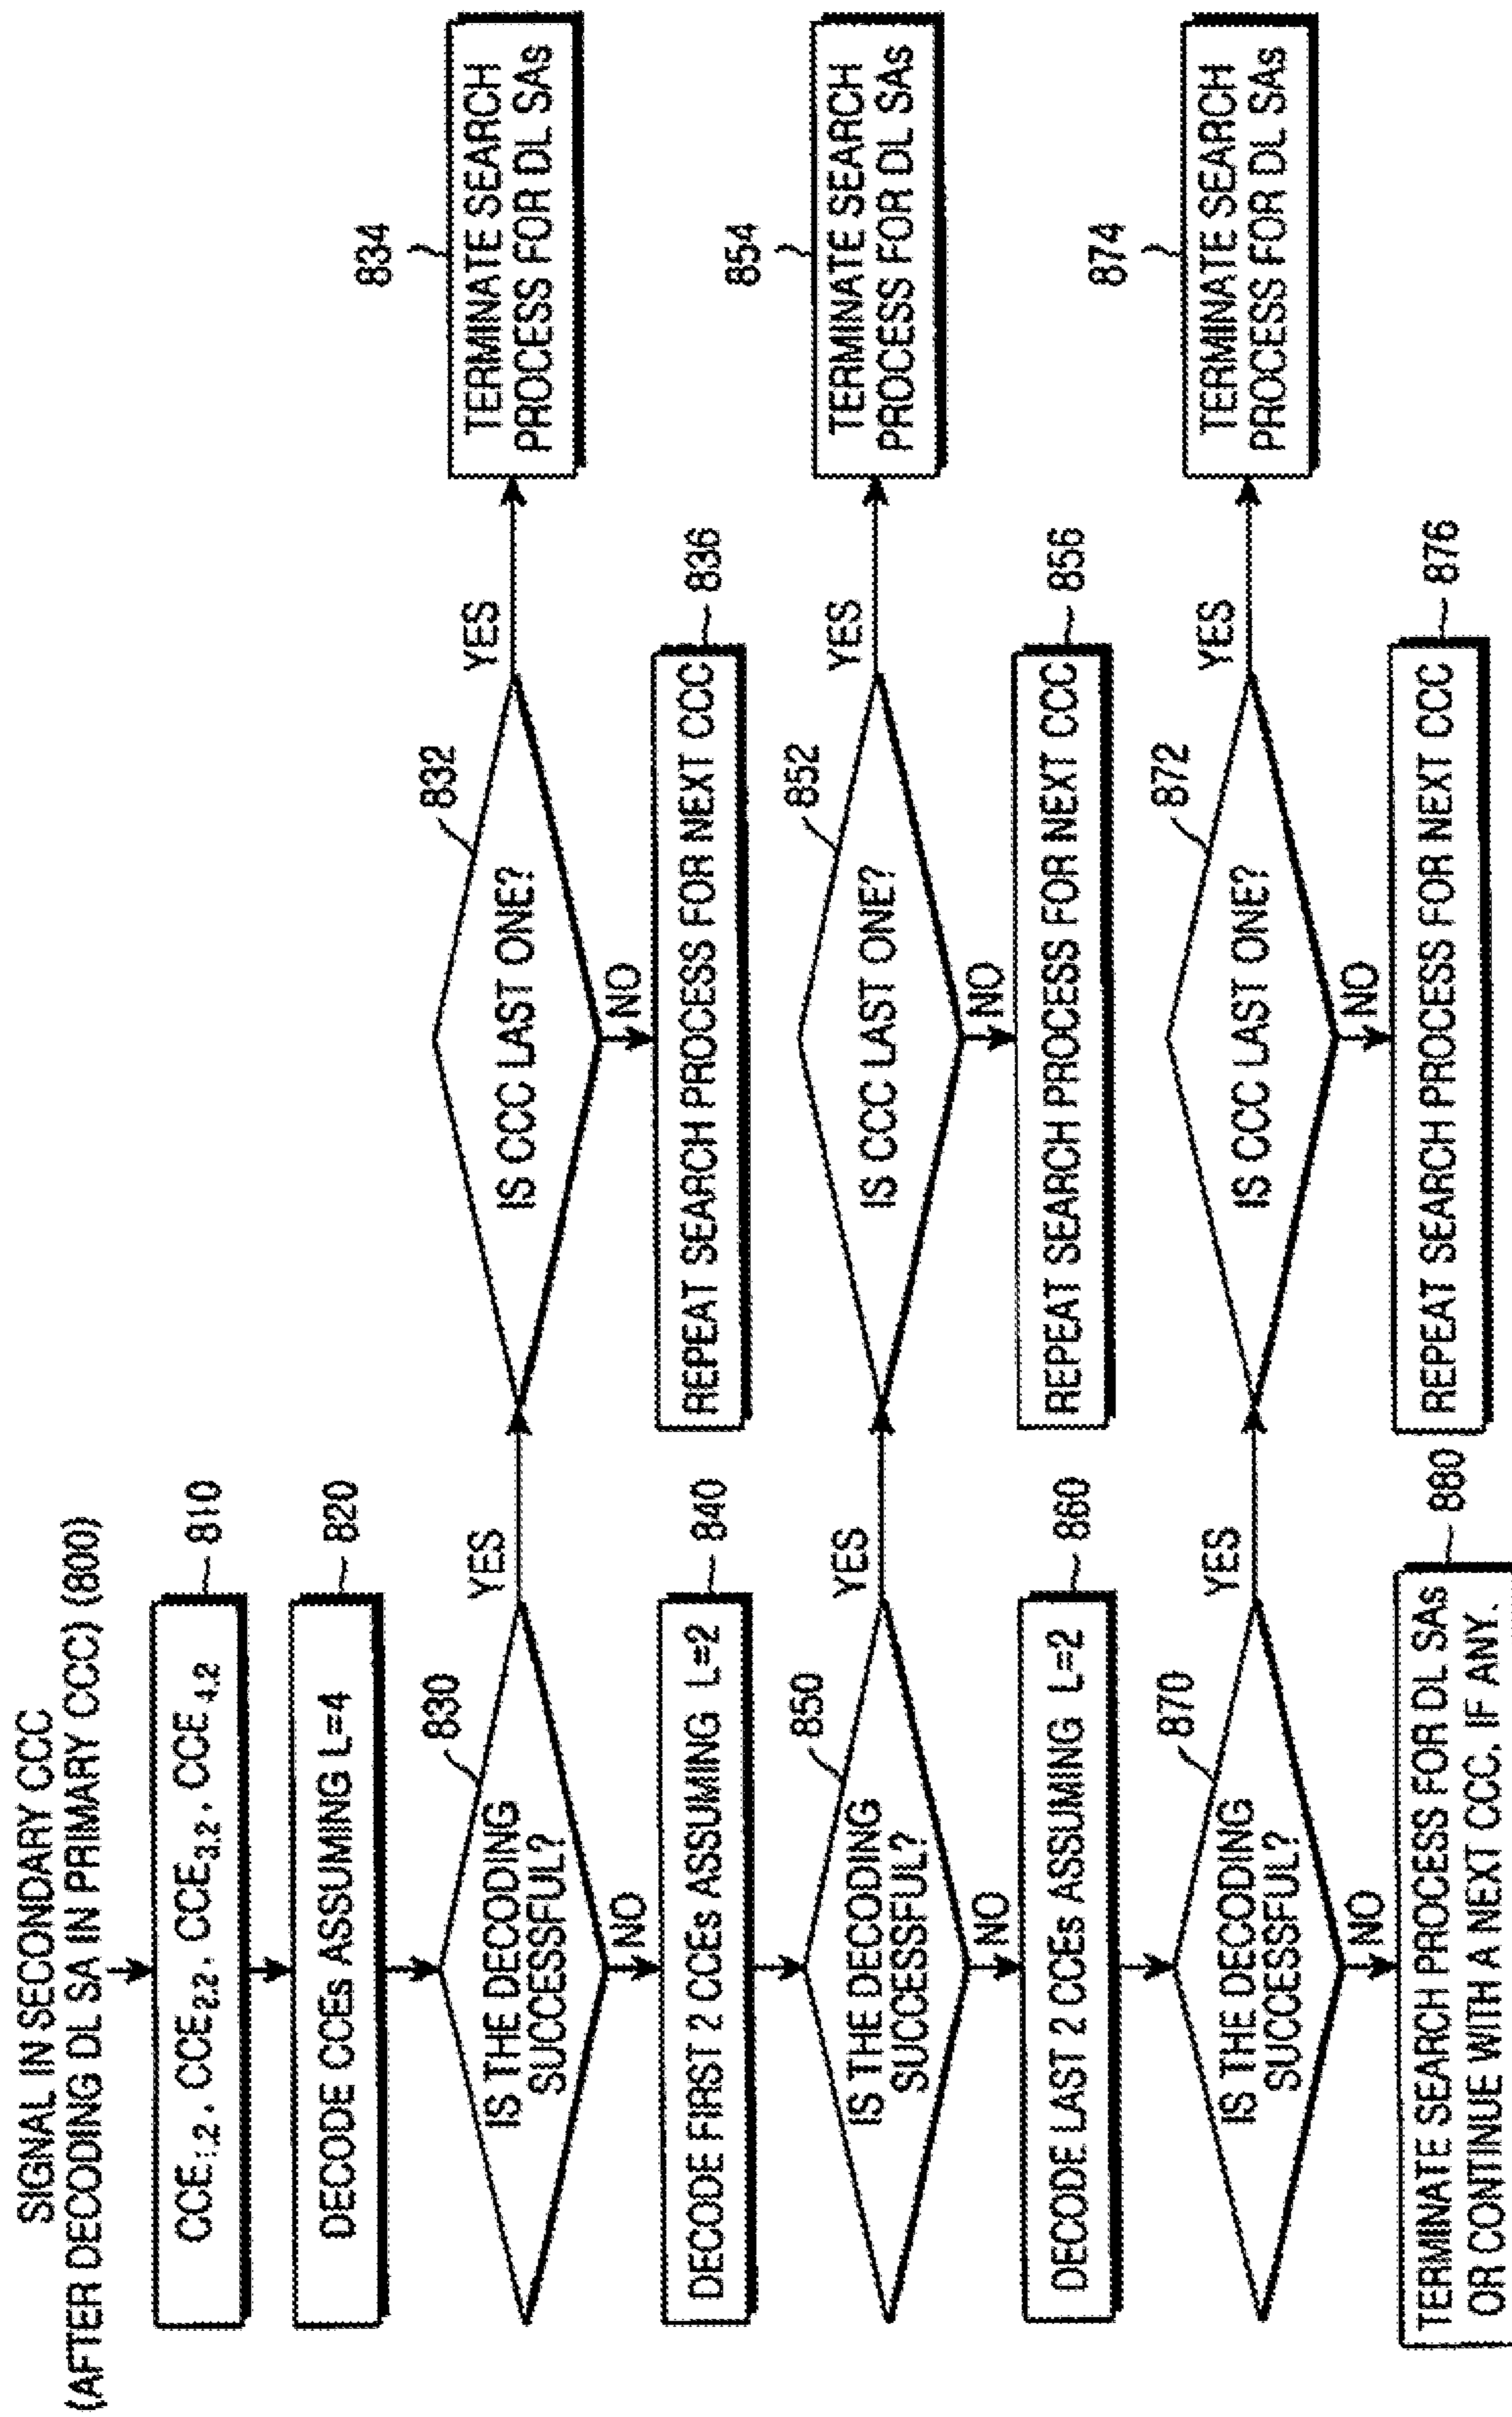 SIGNAL IN SECONDARY CCC
(AFTER DECODING DL SA IN PRIMARY CCC) (800)
CCE1,2, CCE2,2, CCE3,2, CCE4,2
810
DECODE CCEs ASSUMING L=4
820
IS THE DECODING
SUCCESSFUL?
830
YES
NO
IS CCC LAST ONE?
832
YES
NO
TERMINATE SEARCH
PROCESS FOR DL SAs
834
REPEAT SEARCH PROCESS FOR NEXT CCC
836
DECODE FIRST 2 CCEs ASSUMING L=2
840
IS THE DECODING
SUCCESSFUL?
850
YES
NO
IS CCC LAST ONE?
852
YES
NO
TERMINATE SEARCH
PROCESS FOR DL SAs
854
REPEAT SEARCH PROCESS FOR NEXT CCC
856
DECODE LAST 2 CCEs ASSUMING L=2
860
IS THE DECODING
SUCCESSFUL?
870
YES
NO
IS CCC LAST ONE?
872
YES
NO
TERMINATE SEARCH
PROCESS FOR DL SAs
874
REPEAT SEARCH PROCESS FOR NEXT CCC
876
TERMINATE SEARCH PROCESS FOR DL SAs
OR CONTINUE WITH A NEXT CCC, IF ANY.
880